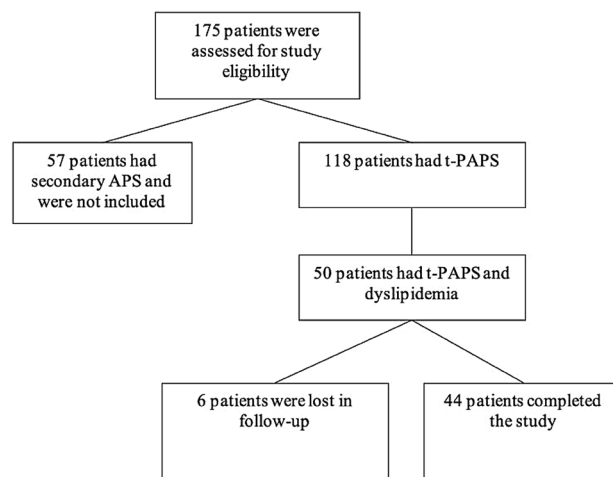 175 patients were
assessed for study
eligibility
57 patients had
secondary APS and
were not included
118 patients had t-PAPS
50 patients had t-PAPS and
dyslipidemia
6 patients were lost in
follow-up
44 patients completed
the study